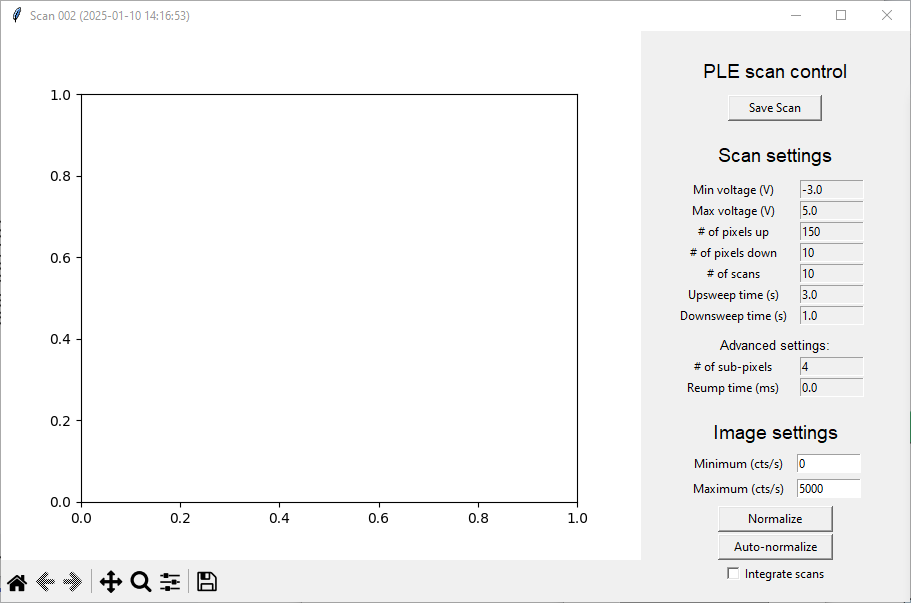 Scan 002 (2025-01-10 14:16:53)
1.0
0.8
0.6
0.4
0.2
0.0
0.0 0.2 0.4 0.6 0.8 1.0
PLE scan control
Save Scan
Scan settings
Min voltage (V) -3.0
Max voltage (V) 5.0
# of pixels up 150
# of pixels down 10
# of scans 10
Upsweep time (s) 3.0
Downsweep time (s) 1.0
Advanced settings:
# of sub-pixels 4
Reump time (ms) 0.0
Image settings
Minimum (cts/s) 0
Maximum (cts/s) 5000
Normalize
Auto-normalize
Integrate scans